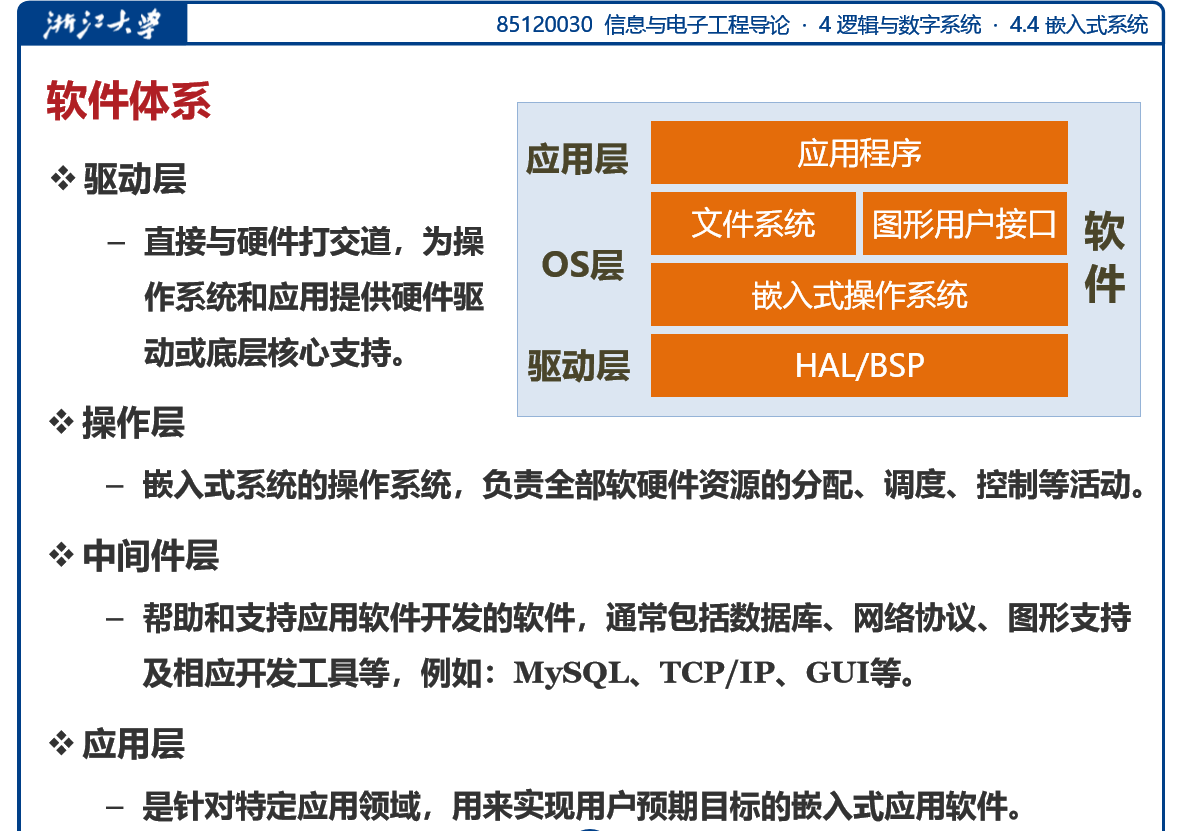 浙江大学
85120030 信息与电子工程导论 · 4 逻辑与数字系统 · 4.4 嵌入式系统
软件体系
❖ 驱动层
– 直接与硬件打交道，为操
作系统和应用提供硬件驱
动或底层核心支持。
应用层
应用程序
OS层
文件系统
图形用户接口
嵌入式操作系统
驱动层
HAL/BSP
软
件
❖ 操作层
– 嵌入式系统的操作系统，负责全部软硬件资源的分配、调度、控制等活动。
❖ 中间件层
– 帮助和支持应用软件开发的软件，通常包括数据库、网络协议、图形支持
及相应开发工具等，例如：MySQL、TCP/IP、GUI等。
❖ 应用层
– 是针对特定应用领域，用来实现用户预期目标的嵌入式应用软件。